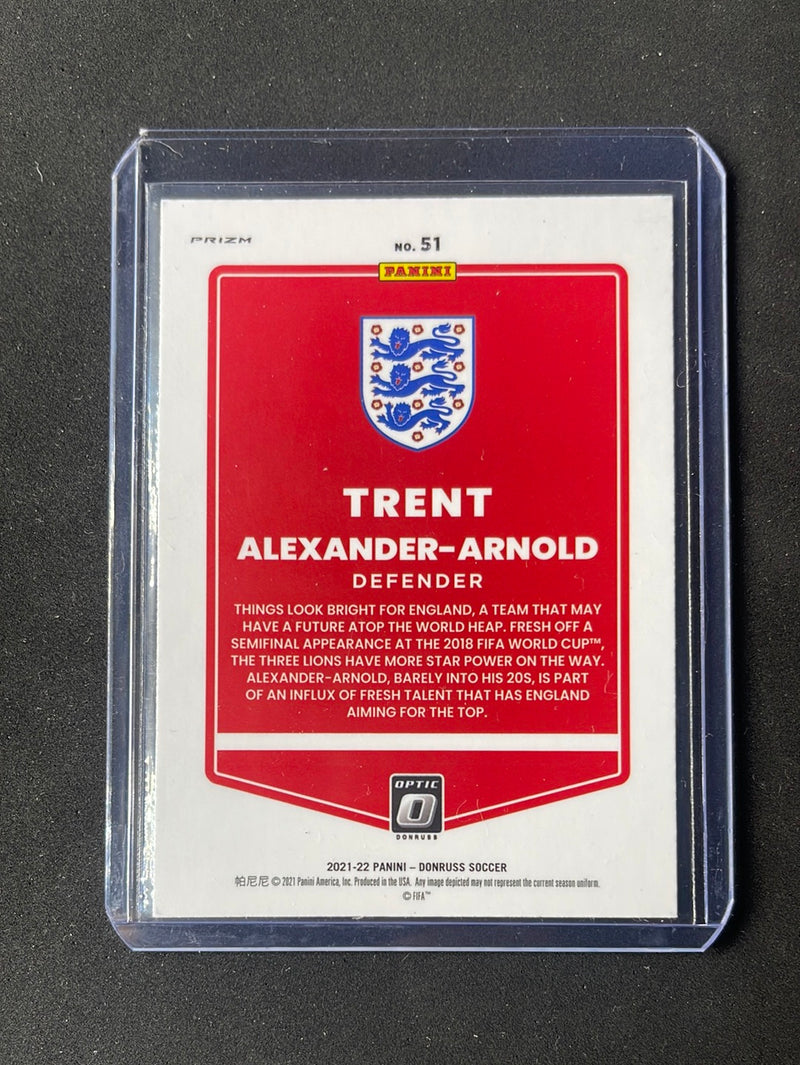 PRIZM
NO. 51
PANINI
TRENT
ALEXANDER-ARNOLD
DEFENDER
THINGS LOOK BRIGHT FOR ENGLAND, A TEAM THAT MAY
HAVE A FUTURE ATOP THE WORLD HEAP. FRESH OFF A
SEMIFINAL APPEARANCE AT THE 2018 FIFA WORLD CUP™,
THE THREE LIONS HAVE MORE STAR POWER ON THE WAY.
ALEXANDER-ARNOLD, BARELY INTO HIS 20S, IS PART
OF AN INFLUX OF FRESH TALENT THAT HAS ENGLAND
AIMING FOR THE TOP.
OPTIC
O
DONRUSS
2021-22 PANINI – DONRUSS SOCCER
帕尼尼 © 2021 Panini America, Inc. Produced in the USA. Any image depicted may not represent the current season uniform.
© FIFA™